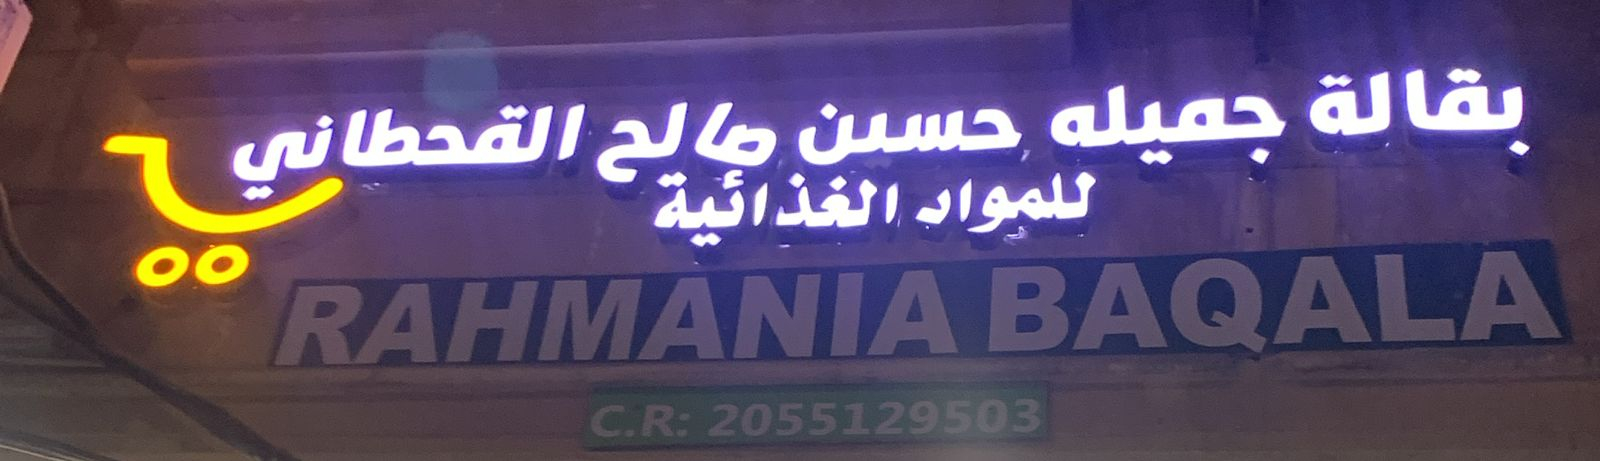 بقالة جميله حسين صالح القحطاني
للمواد الغذائية
RAHMANIA BAQALA
C.R: 2055129503